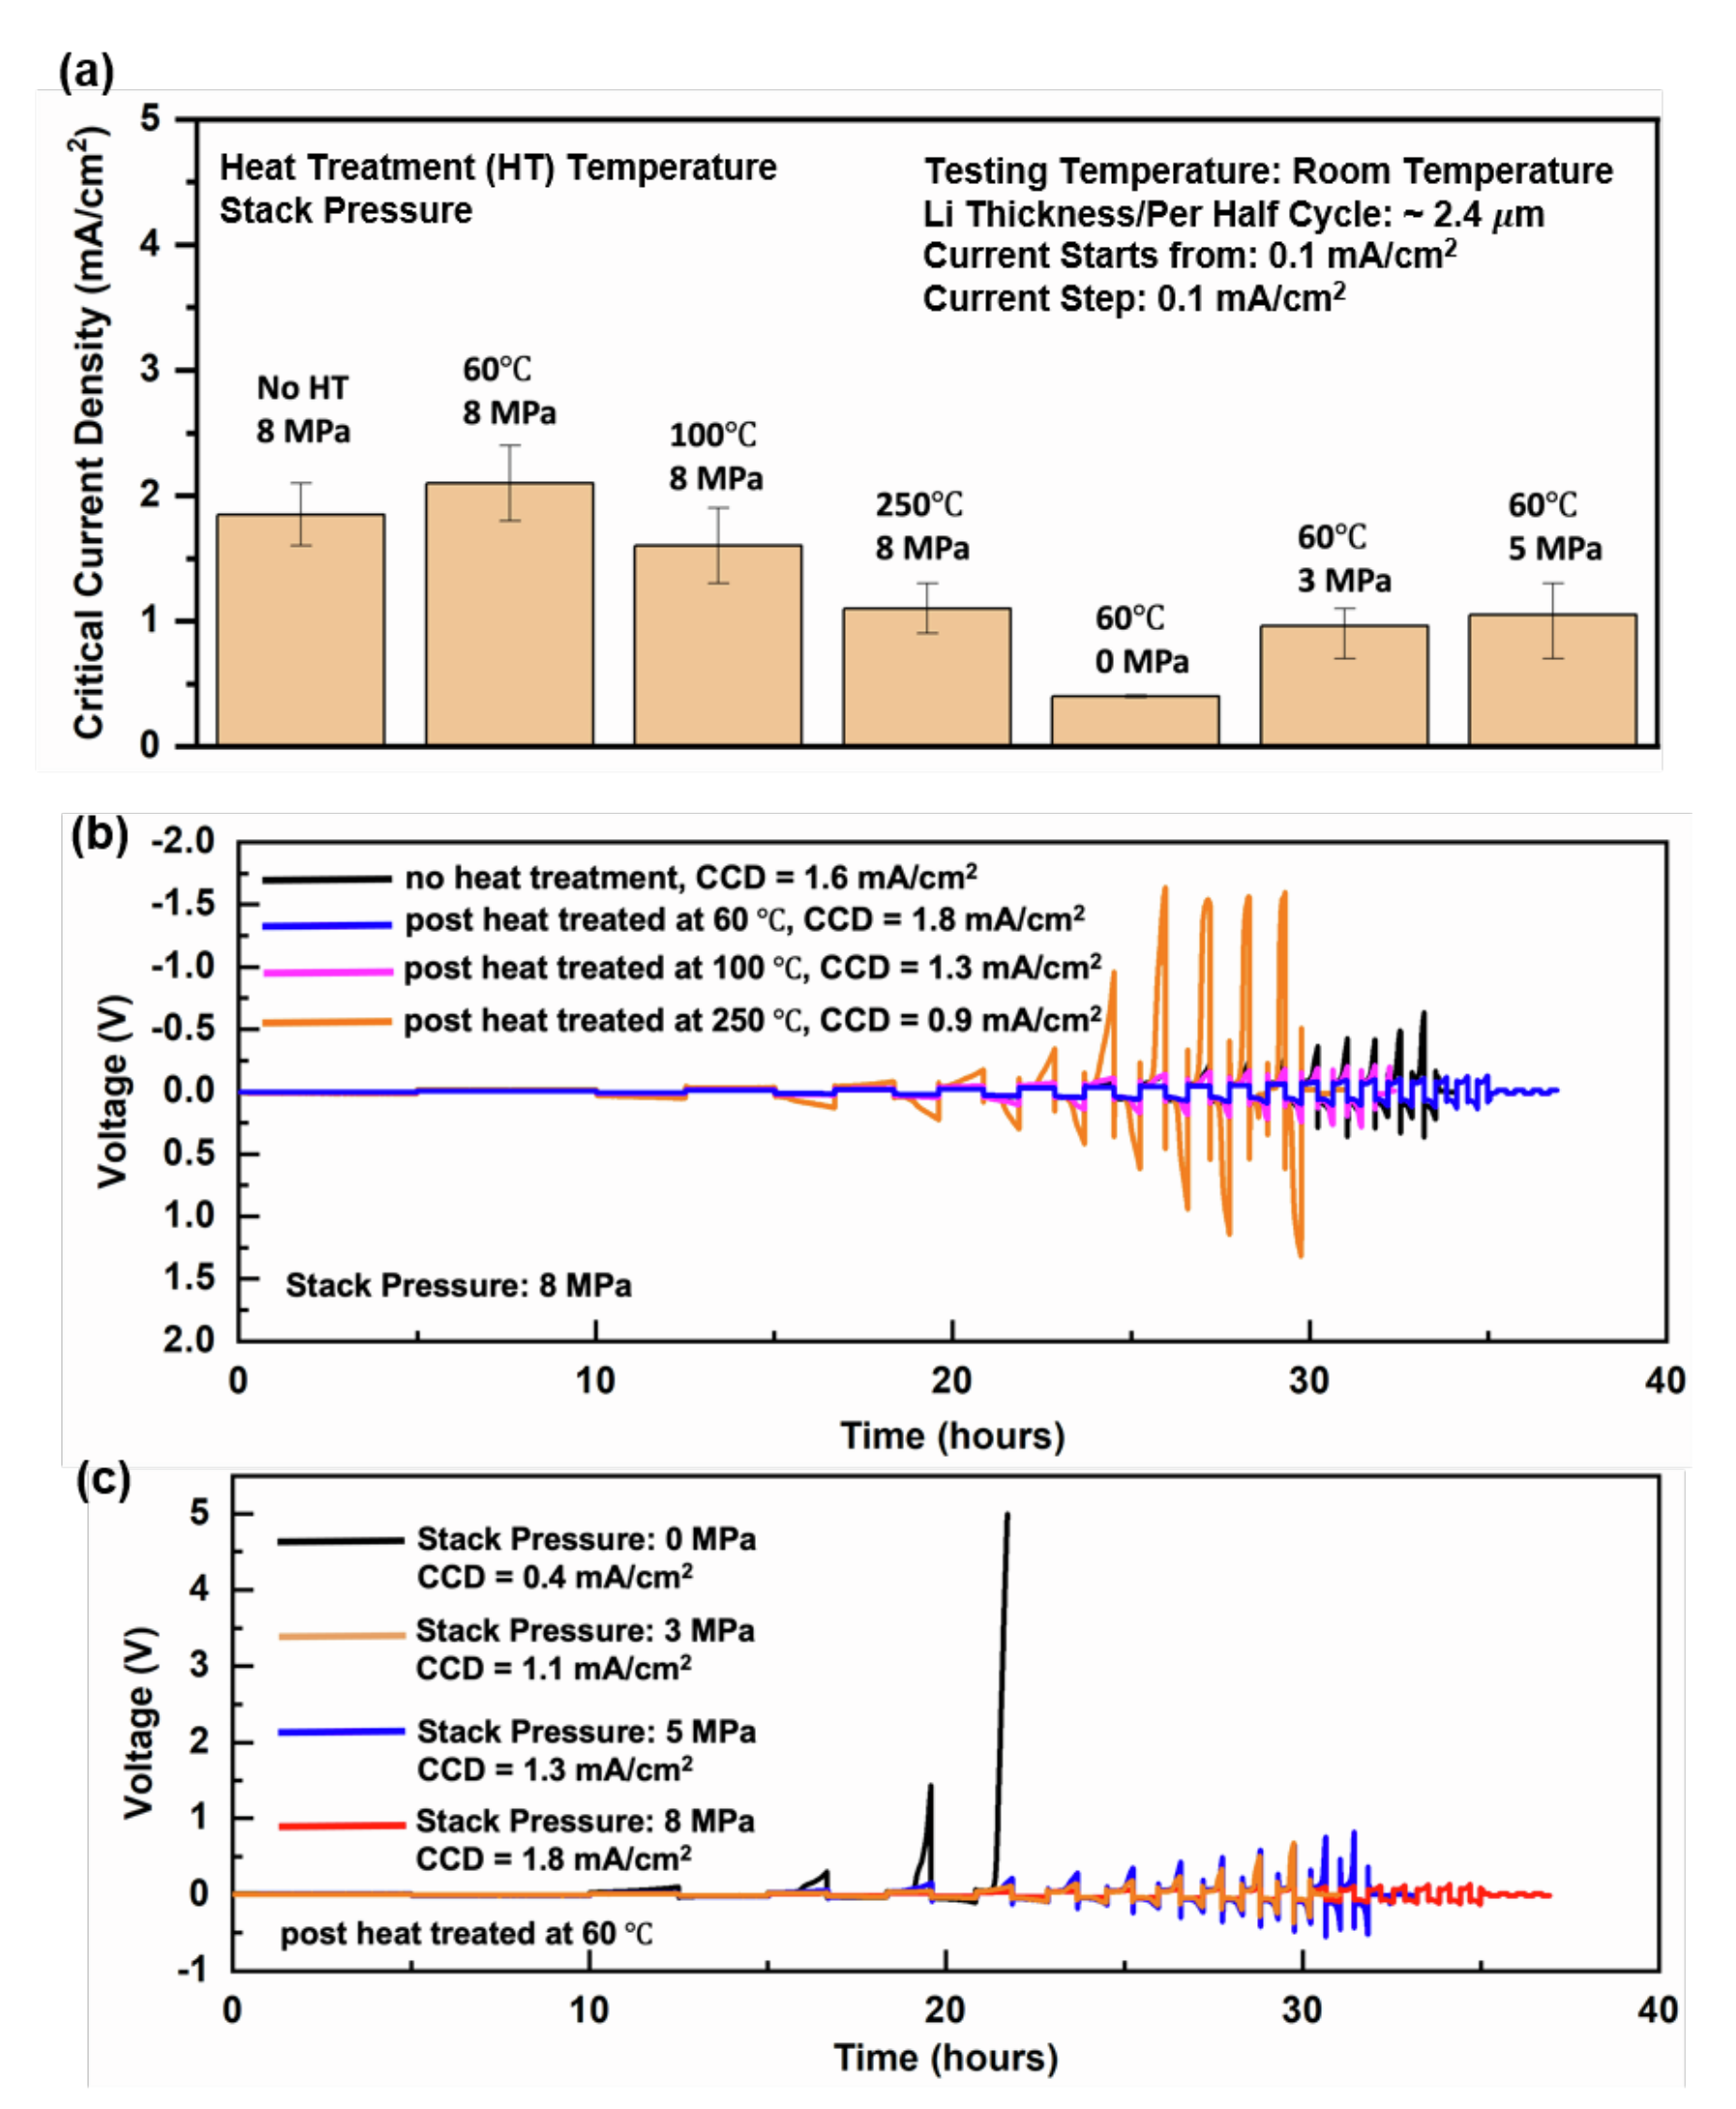 (a)
Critical Current Density (mA/cm²)
5
4
3
2
1
0
Heat Treatment (HT) Temperature
Stack Pressure
Testing Temperature: Room Temperature
Li Thickness/Per Half Cycle: ~ 2.4 μm
Current Starts from: 0.1 mA/cm²
Current Step: 0.1 mA/cm²
No HT
8 MPa
60℃
8 MPa
100℃
8 MPa
250℃
8 MPa
60℃
0 MPa
60℃
3 MPa
60℃
5 MPa
(b)
Voltage (V)
-2.0
-1.5
-1.0
-0.5
0.0
0.5
1.0
1.5
2.0
no heat treatment, CCD = 1.6 mA/cm²
post heat treated at 60 ℃, CCD = 1.8 mA/cm²
post heat treated at 100 ℃, CCD = 1.3 mA/cm²
post heat treated at 250 ℃, CCD = 0.9 mA/cm²
Stack Pressure: 8 MPa
0 10 20 30 40
Time (hours)
(c)
Voltage (V)
5
4
3
2
1
0
-1
Stack Pressure: 0 MPa
CCD = 0.4 mA/cm²
Stack Pressure: 3 MPa
CCD = 1.1 mA/cm²
Stack Pressure: 5 MPa
CCD = 1.3 mA/cm²
Stack Pressure: 8 MPa
CCD = 1.8 mA/cm²
post heat treated at 60 ℃
0 10 20 30 40
Time (hours)